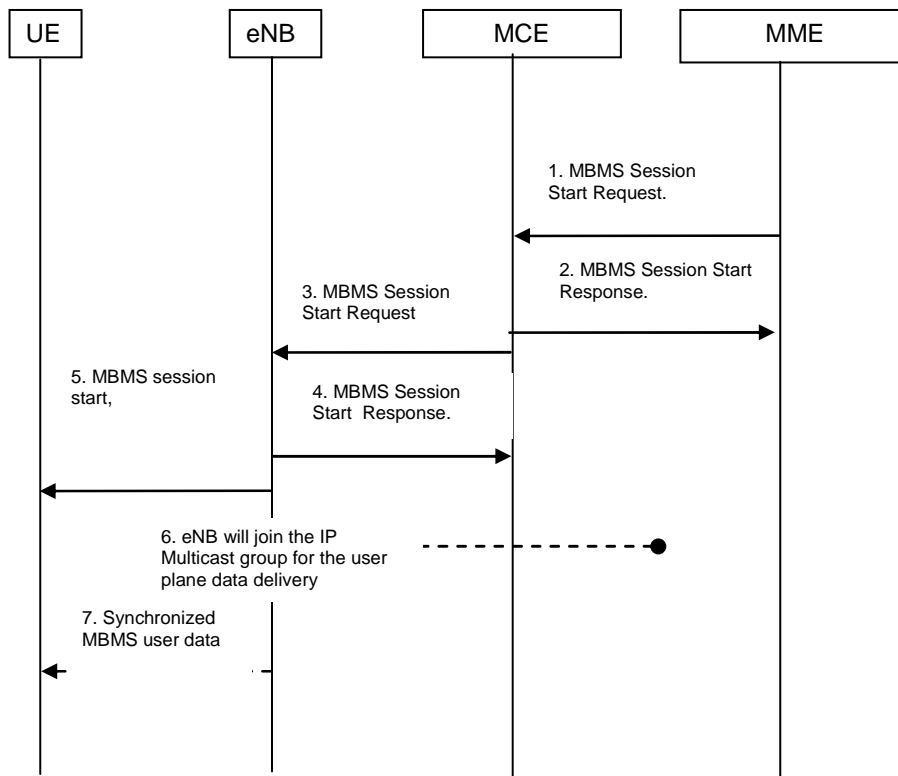 UE
eNB
MCE
MME
1. MBMS Session
Start Request.
2. MBMS Session Start
Response.
3. MBMS Session
Start Request
4. MBMS Session
Start Response.
5. MBMS session
start,
6. eNB will join the IP
Multicast group for the user
plane data delivery
7. Synchronized
MBMS user data